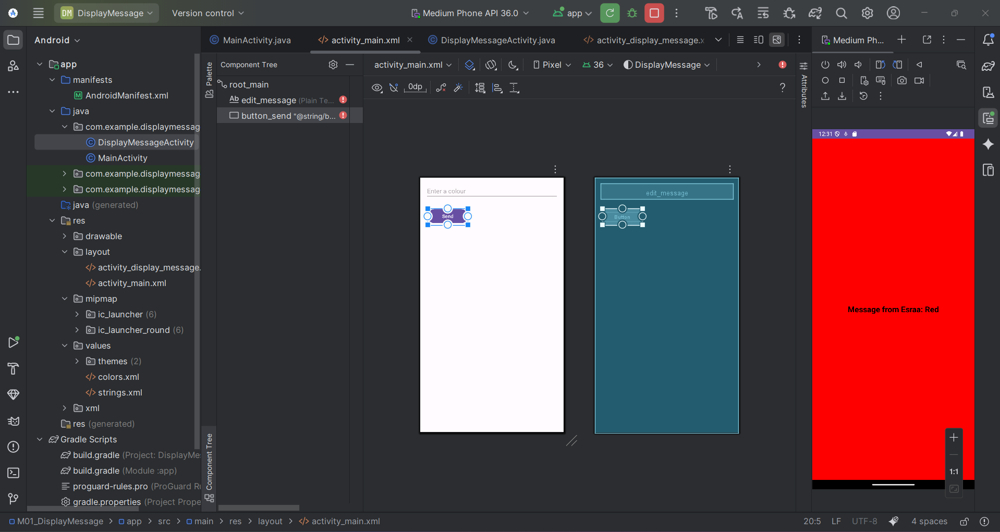 DM DisplayMessage
Version control
Medium Phone API 36.0
app
Android
MainActivity.java
activity_main.xml
DisplayMessageActivity.java
activity_display_message.x
Medium Ph...
app
manifests
AndroidManifest.xml
java
com.example.displaymessag
DisplayMessageActivity
MainActivity
com.example.displaymessag
com.example.displaymessag
java (generated)
res
drawable
layout
activity_display_message.
activity_main.xml
mipmap
ic_launcher (6)
ic_launcher_round (6)
values
themes (2)
colors.xml
strings.xml
xml
res (generated)
Gradle Scripts
build.gradle (Project: DisplayMe
build.gradle (Module :app)
proguard-rules.pro (ProGuard Ru
gradle.properties (Project Prope
Palette
Component Tree
Component Tree
root_main
Ab edit_message (Plain Te...
button_send "@string/b...
activity_main.xml
Pixel
36
DisplayMessage
0dp
?
Attributes
Enter a colour
Send
edit_message
Button
12:31
Message from Esraa: Red
1:1
M01_DisplayMessage > app > src > main > res > layout > activity_main.xml
20:5
LF
UTF-8
4 spaces